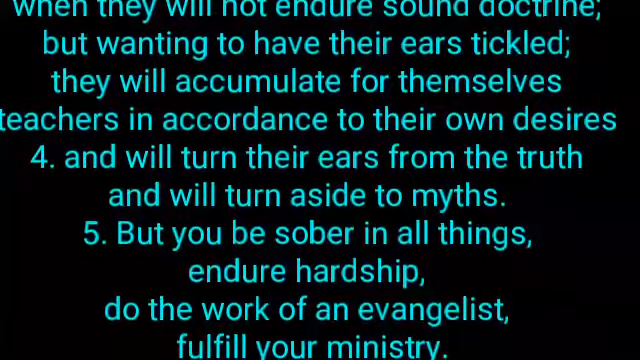 when they will not endure sound doctrine;
but wanting to have their ears tickled;
they will accumulate for themselves
teachers in accordance to their own desires
4. and will turn their ears from the truth
and will turn aside to myths.
5. But you be sober in all things,
endure hardship,
do the work of an evangelist,
fulfill your ministry.